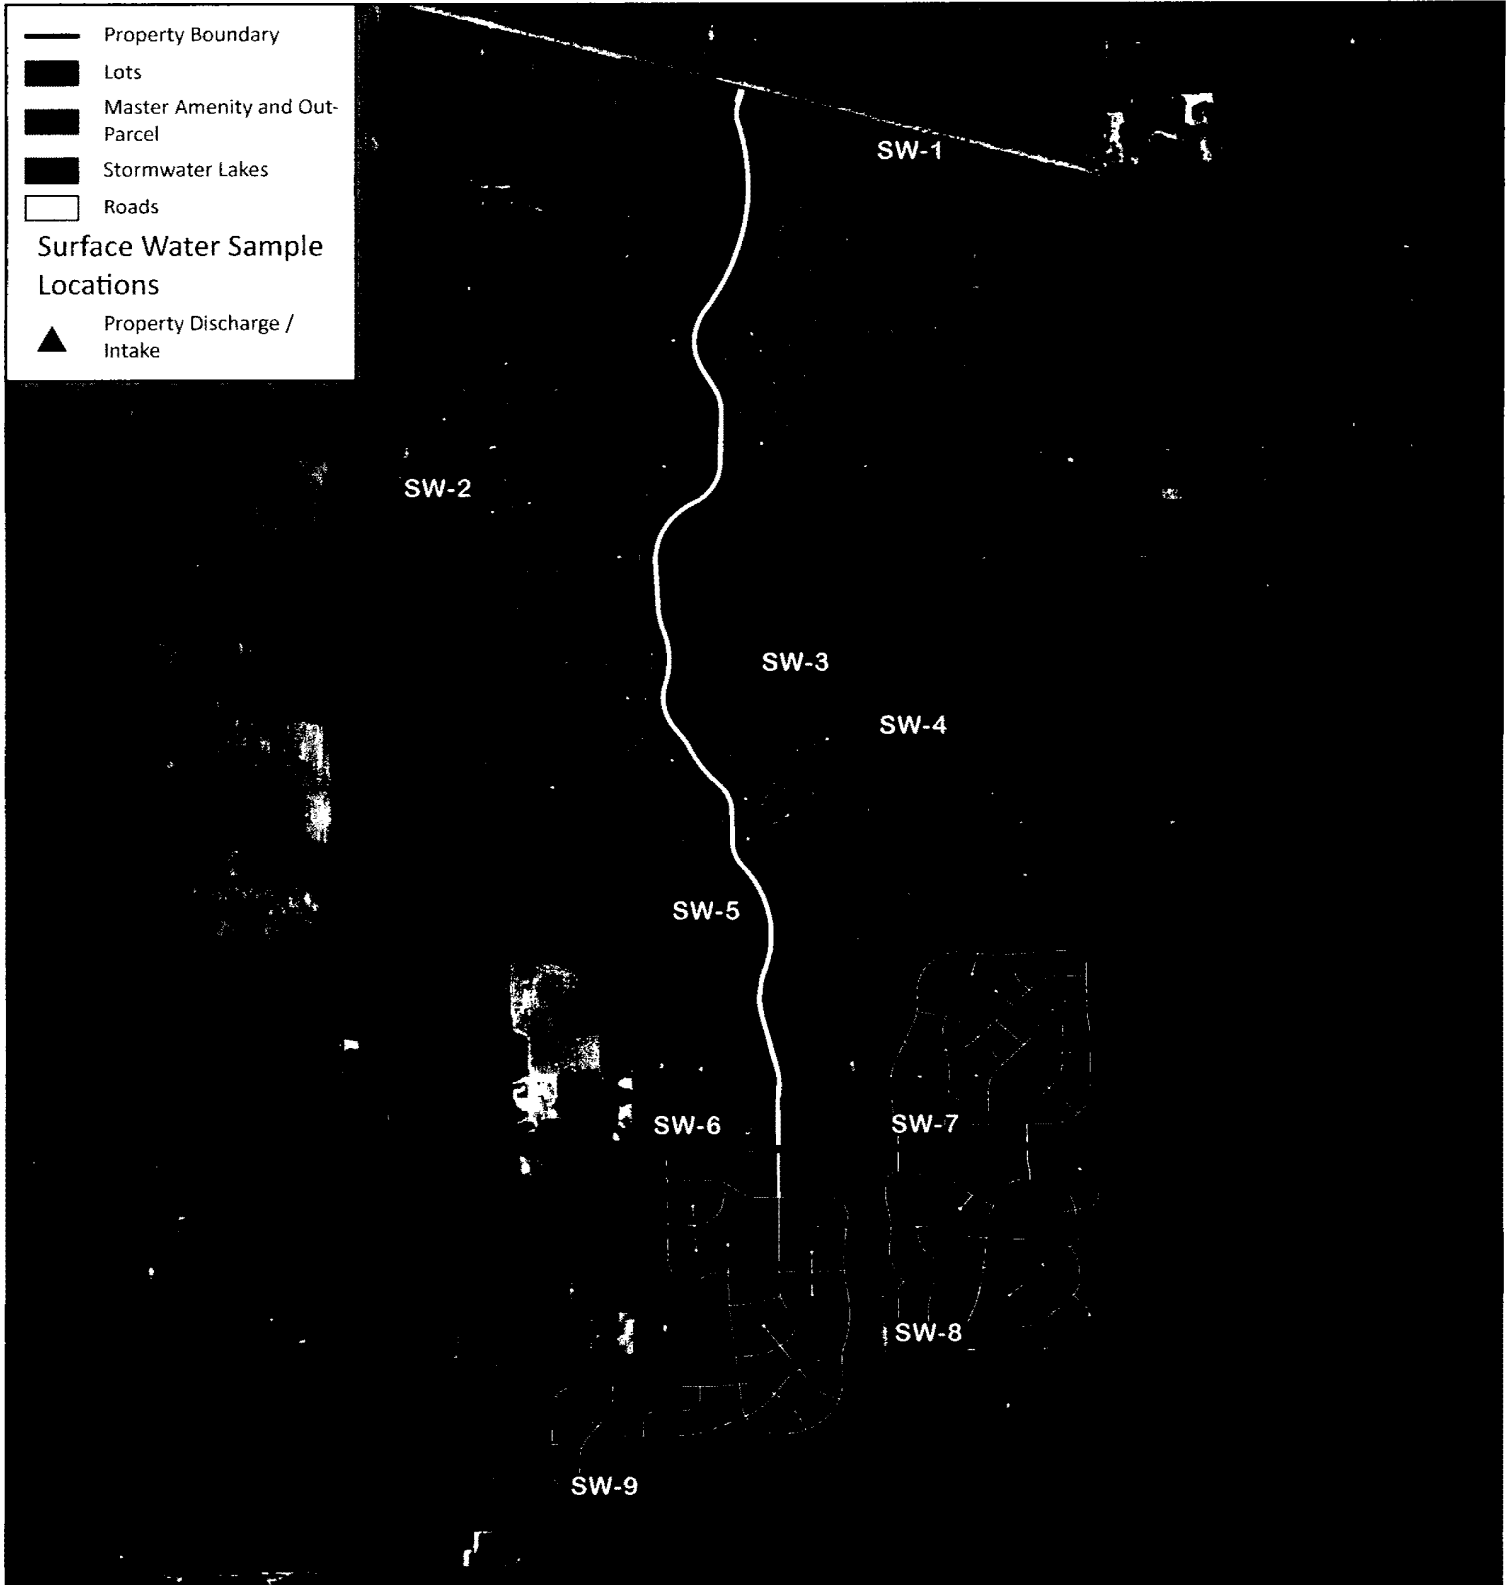 Property Boundary
Lots
Master Amenity and Out-
Parcel
Stormwater Lakes
Roads
Surface Water Sample
Locations
Property Discharge /
Intake
SW-1
SW-2
SW-3
SW-4
SW-5
SW-6
SW-7
SW-8
SW-9